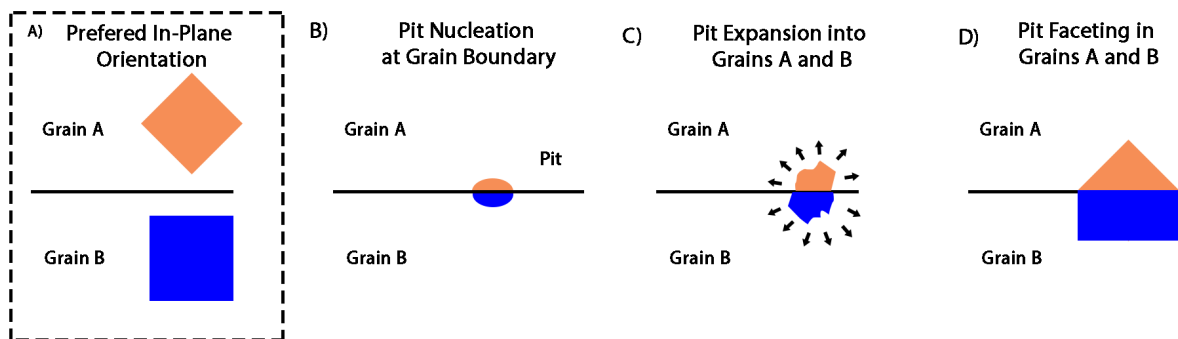 A) Prefered In-Plane
Orientation
Grain A
Grain B
B) Pit Nucleation
at Grain Boundary
Grain A
Pit
Grain B
C) Pit Expansion into
Grains A and B
Grain A
Grain B
D) Pit Faceting in
Grains A and B
Grain A
Grain B